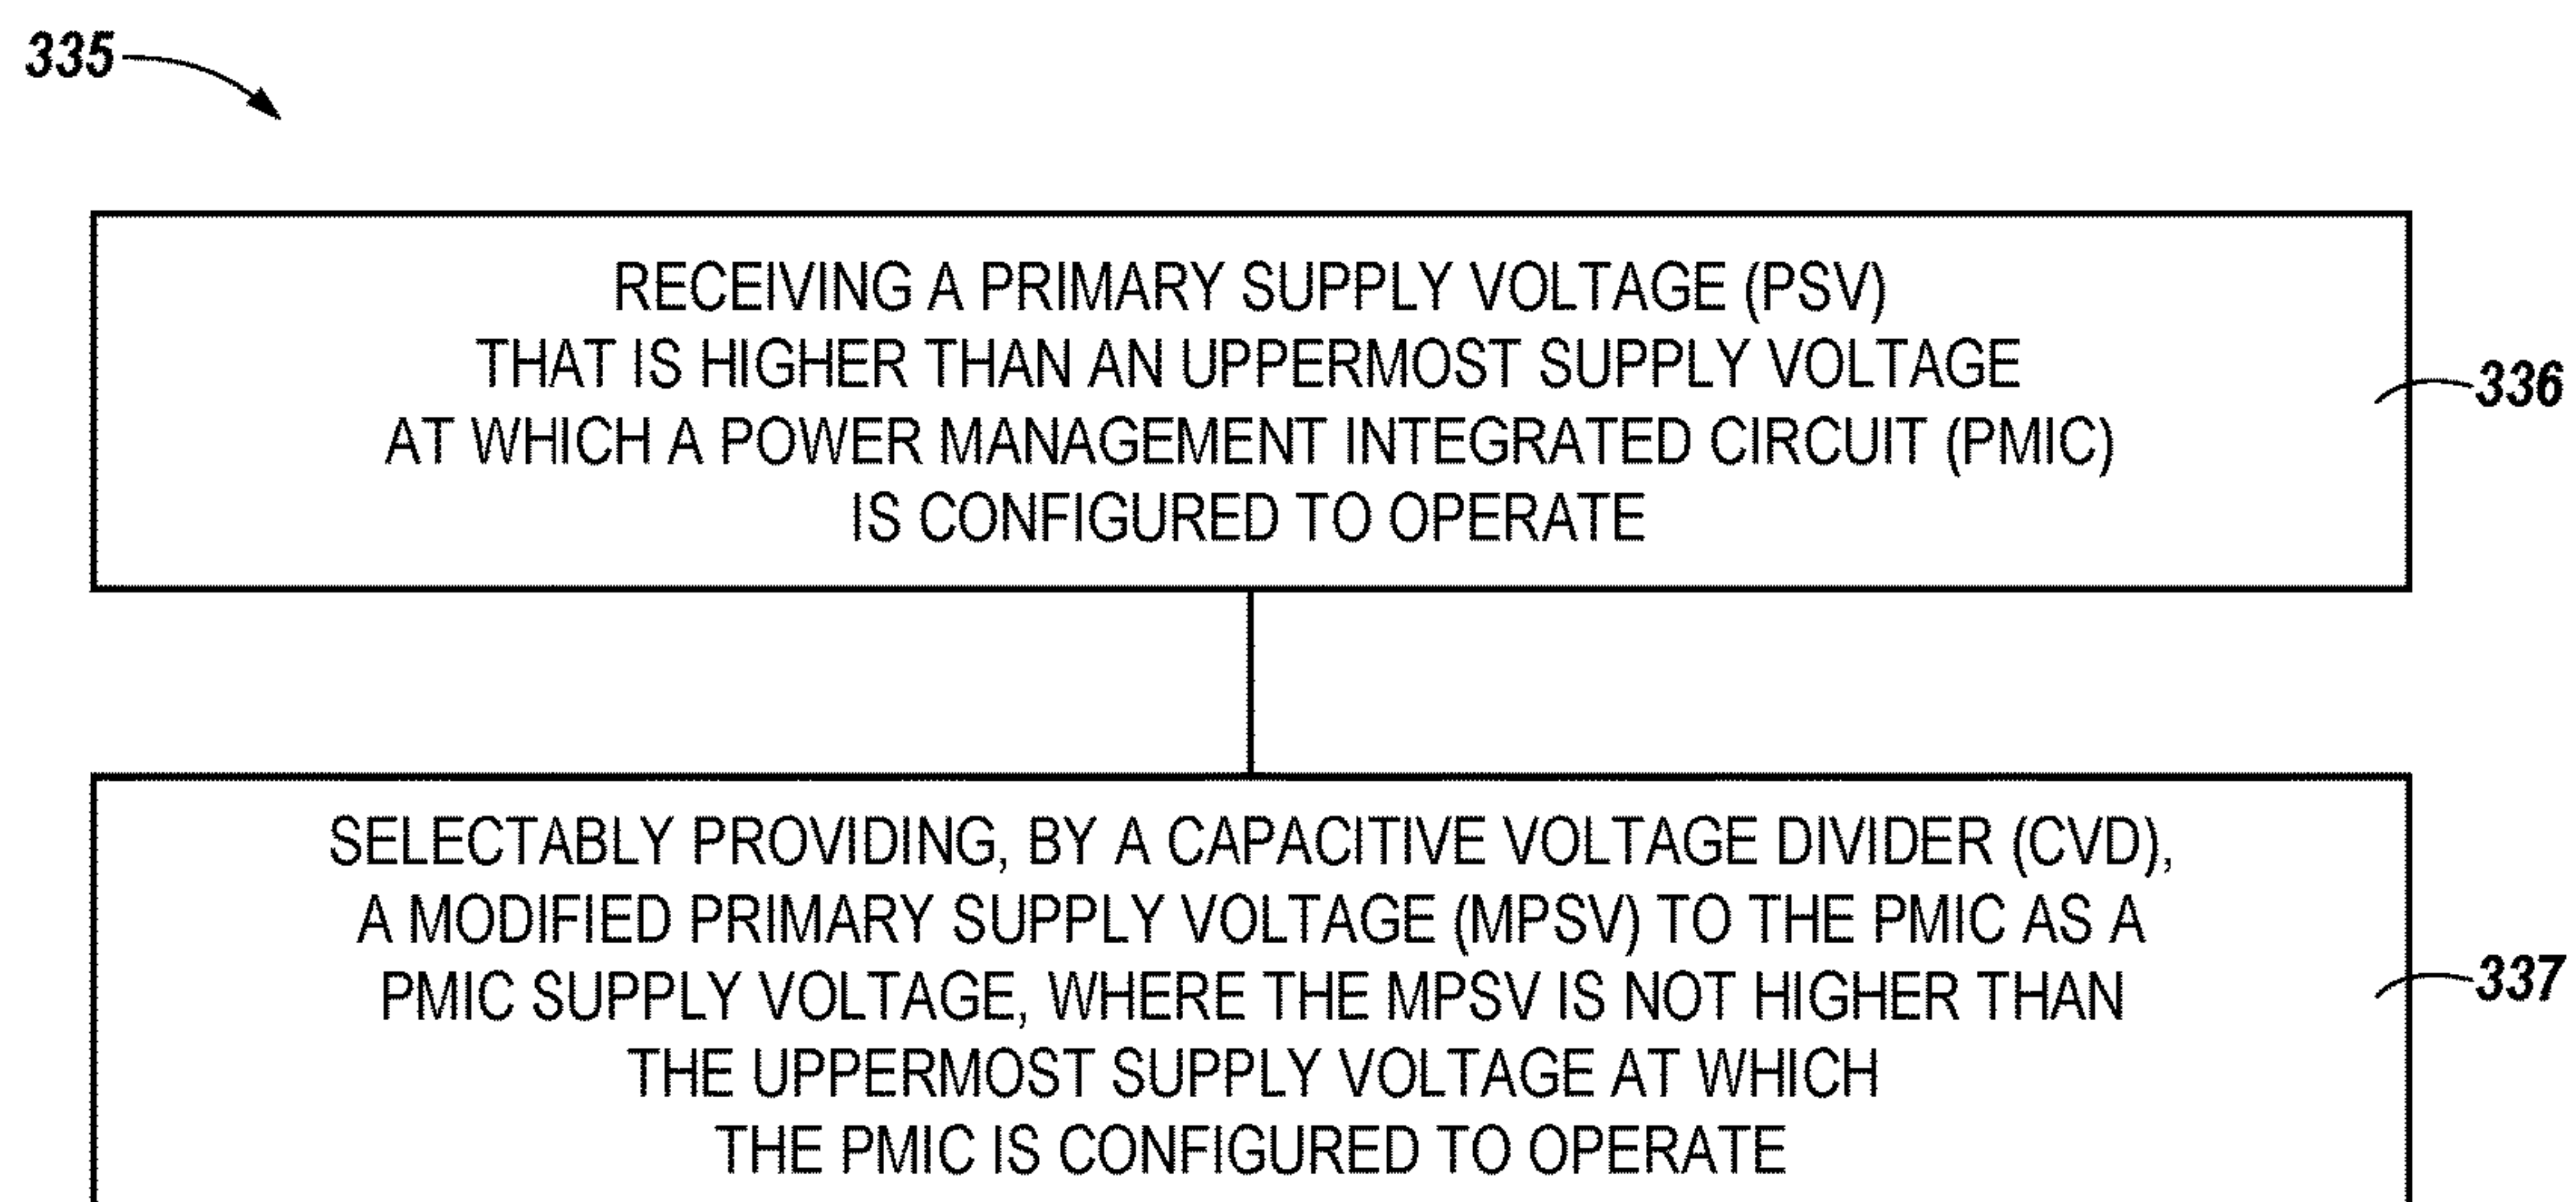 335
RECEIVING A PRIMARY SUPPLY VOLTAGE (PSV)
THAT IS HIGHER THAN AN UPPERMOST SUPPLY VOLTAGE
AT WHICH A POWER MANAGEMENT INTEGRATED CIRCUIT (PMIC)
IS CONFIGURED TO OPERATE
336
SELECTABLY PROVIDING, BY A CAPACITIVE VOLTAGE DIVIDER (CVD),
A MODIFIED PRIMARY SUPPLY VOLTAGE (MPSV) TO THE PMIC AS A
PMIC SUPPLY VOLTAGE, WHERE THE MPSV IS NOT HIGHER THAN
THE UPPERMOST SUPPLY VOLTAGE AT WHICH
THE PMIC IS CONFIGURED TO OPERATE
337